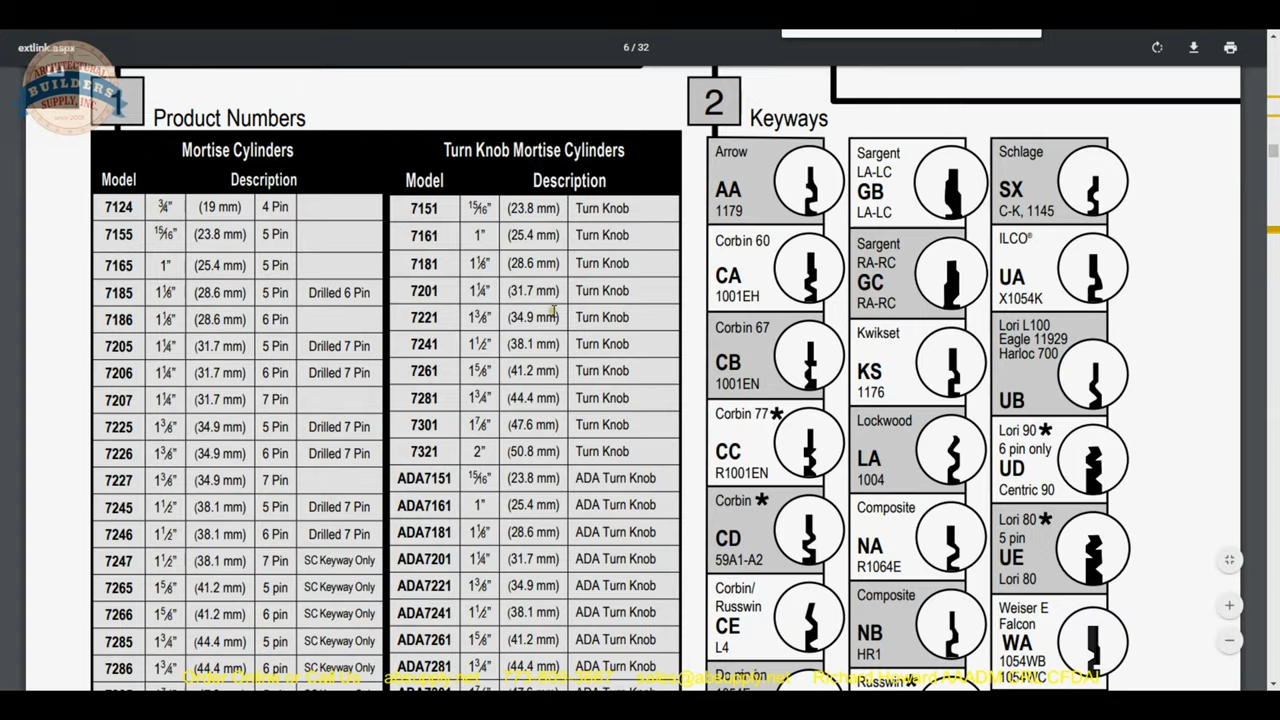 extlink.aspx
6 / 32
ARCHITECTURAL
BUILDERS
SUPPLY, INC.
since 2003
1
Product Numbers
Mortise Cylinders
Model Description
7124 ¾” (19 mm) 4 Pin
7155 15⁄16” (23.8 mm) 5 Pin
7165 1” (25.4 mm) 5 Pin
7185 1⅛” (28.6 mm) 5 Pin Drilled 6 Pin
7186 1⅛” (28.6 mm) 6 Pin
7205 1¼” (31.7 mm) 5 Pin Drilled 7 Pin
7206 1¼” (31.7 mm) 6 Pin Drilled 7 Pin
7207 1¼” (31.7 mm) 7 Pin
7225 1⅜” (34.9 mm) 5 Pin Drilled 7 Pin
7226 1⅜” (34.9 mm) 6 Pin Drilled 7 Pin
7227 1⅜” (34.9 mm) 7 Pin
7245 1½” (38.1 mm) 5 Pin Drilled 7 Pin
7246 1½” (38.1 mm) 6 Pin Drilled 7 Pin
7247 1½” (38.1 mm) 7 Pin SC Keyway Only
7265 1⅝” (41.2 mm) 5 pin SC Keyway Only
7266 1⅝” (41.2 mm) 6 pin SC Keyway Only
7285 1¾” (44.4 mm) 5 pin SC Keyway Only
7286 1¾” (44.4 mm) 6 pin SC Keyway Only
Turn Knob Mortise Cylinders
Model Description
7151 15⁄16” (23.8 mm) Turn Knob
7161 1” (25.4 mm) Turn Knob
7181 1⅛” (28.6 mm) Turn Knob
7201 1¼” (31.7 mm) Turn Knob
7221 1⅜” (34.9 mm) Turn Knob
7241 1½” (38.1 mm) Turn Knob
7261 1⅝” (41.2 mm) Turn Knob
7281 1¾” (44.4 mm) Turn Knob
7301 1⅞” (47.6 mm) Turn Knob
7321 2” (50.8 mm) Turn Knob
ADA7151 15⁄16” (23.8 mm) ADA Turn Knob
ADA7161 1” (25.4 mm) ADA Turn Knob
ADA7181 1⅛” (28.6 mm) ADA Turn Knob
ADA7201 1¼” (31.7 mm) ADA Turn Knob
ADA7221 1⅜” (34.9 mm) ADA Turn Knob
ADA7241 1½” (38.1 mm) ADA Turn Knob
ADA7261 1⅝” (41.2 mm) ADA Turn Knob
ADA7281 1¾” (44.4 mm) ADA Turn Knob
2
Keyways
Arrow
AA
1179
Corbin 60
CA
1001EH
Corbin 67
CB
1001EN
Corbin 77*
CC
R1001EN
Corbin *
CD
59A1-A2
Corbin/
Russwin
CE
L4
Dominion
Sargent
LA-LC
GB
LA-LC
Sargent
RA-RC
GC
RA-RC
Kwikset
KS
1176
Lockwood
LA
1004
Composite
NA
R1064E
Composite
NB
HR1
Russwin*
Schlage
SX
C-K, 1145
ILCO®
UA
X1054K
Lori L100
Eagle 11929
Harloc 700
UB
Lori 90*
6 pin only
UD
Centric 90
Lori 80*
5 pin
UE
Lori 80
Weiser E
Falcon
WA
1054WB
1054WC
Order Online or Call Us absupply.net sales@absupply.net